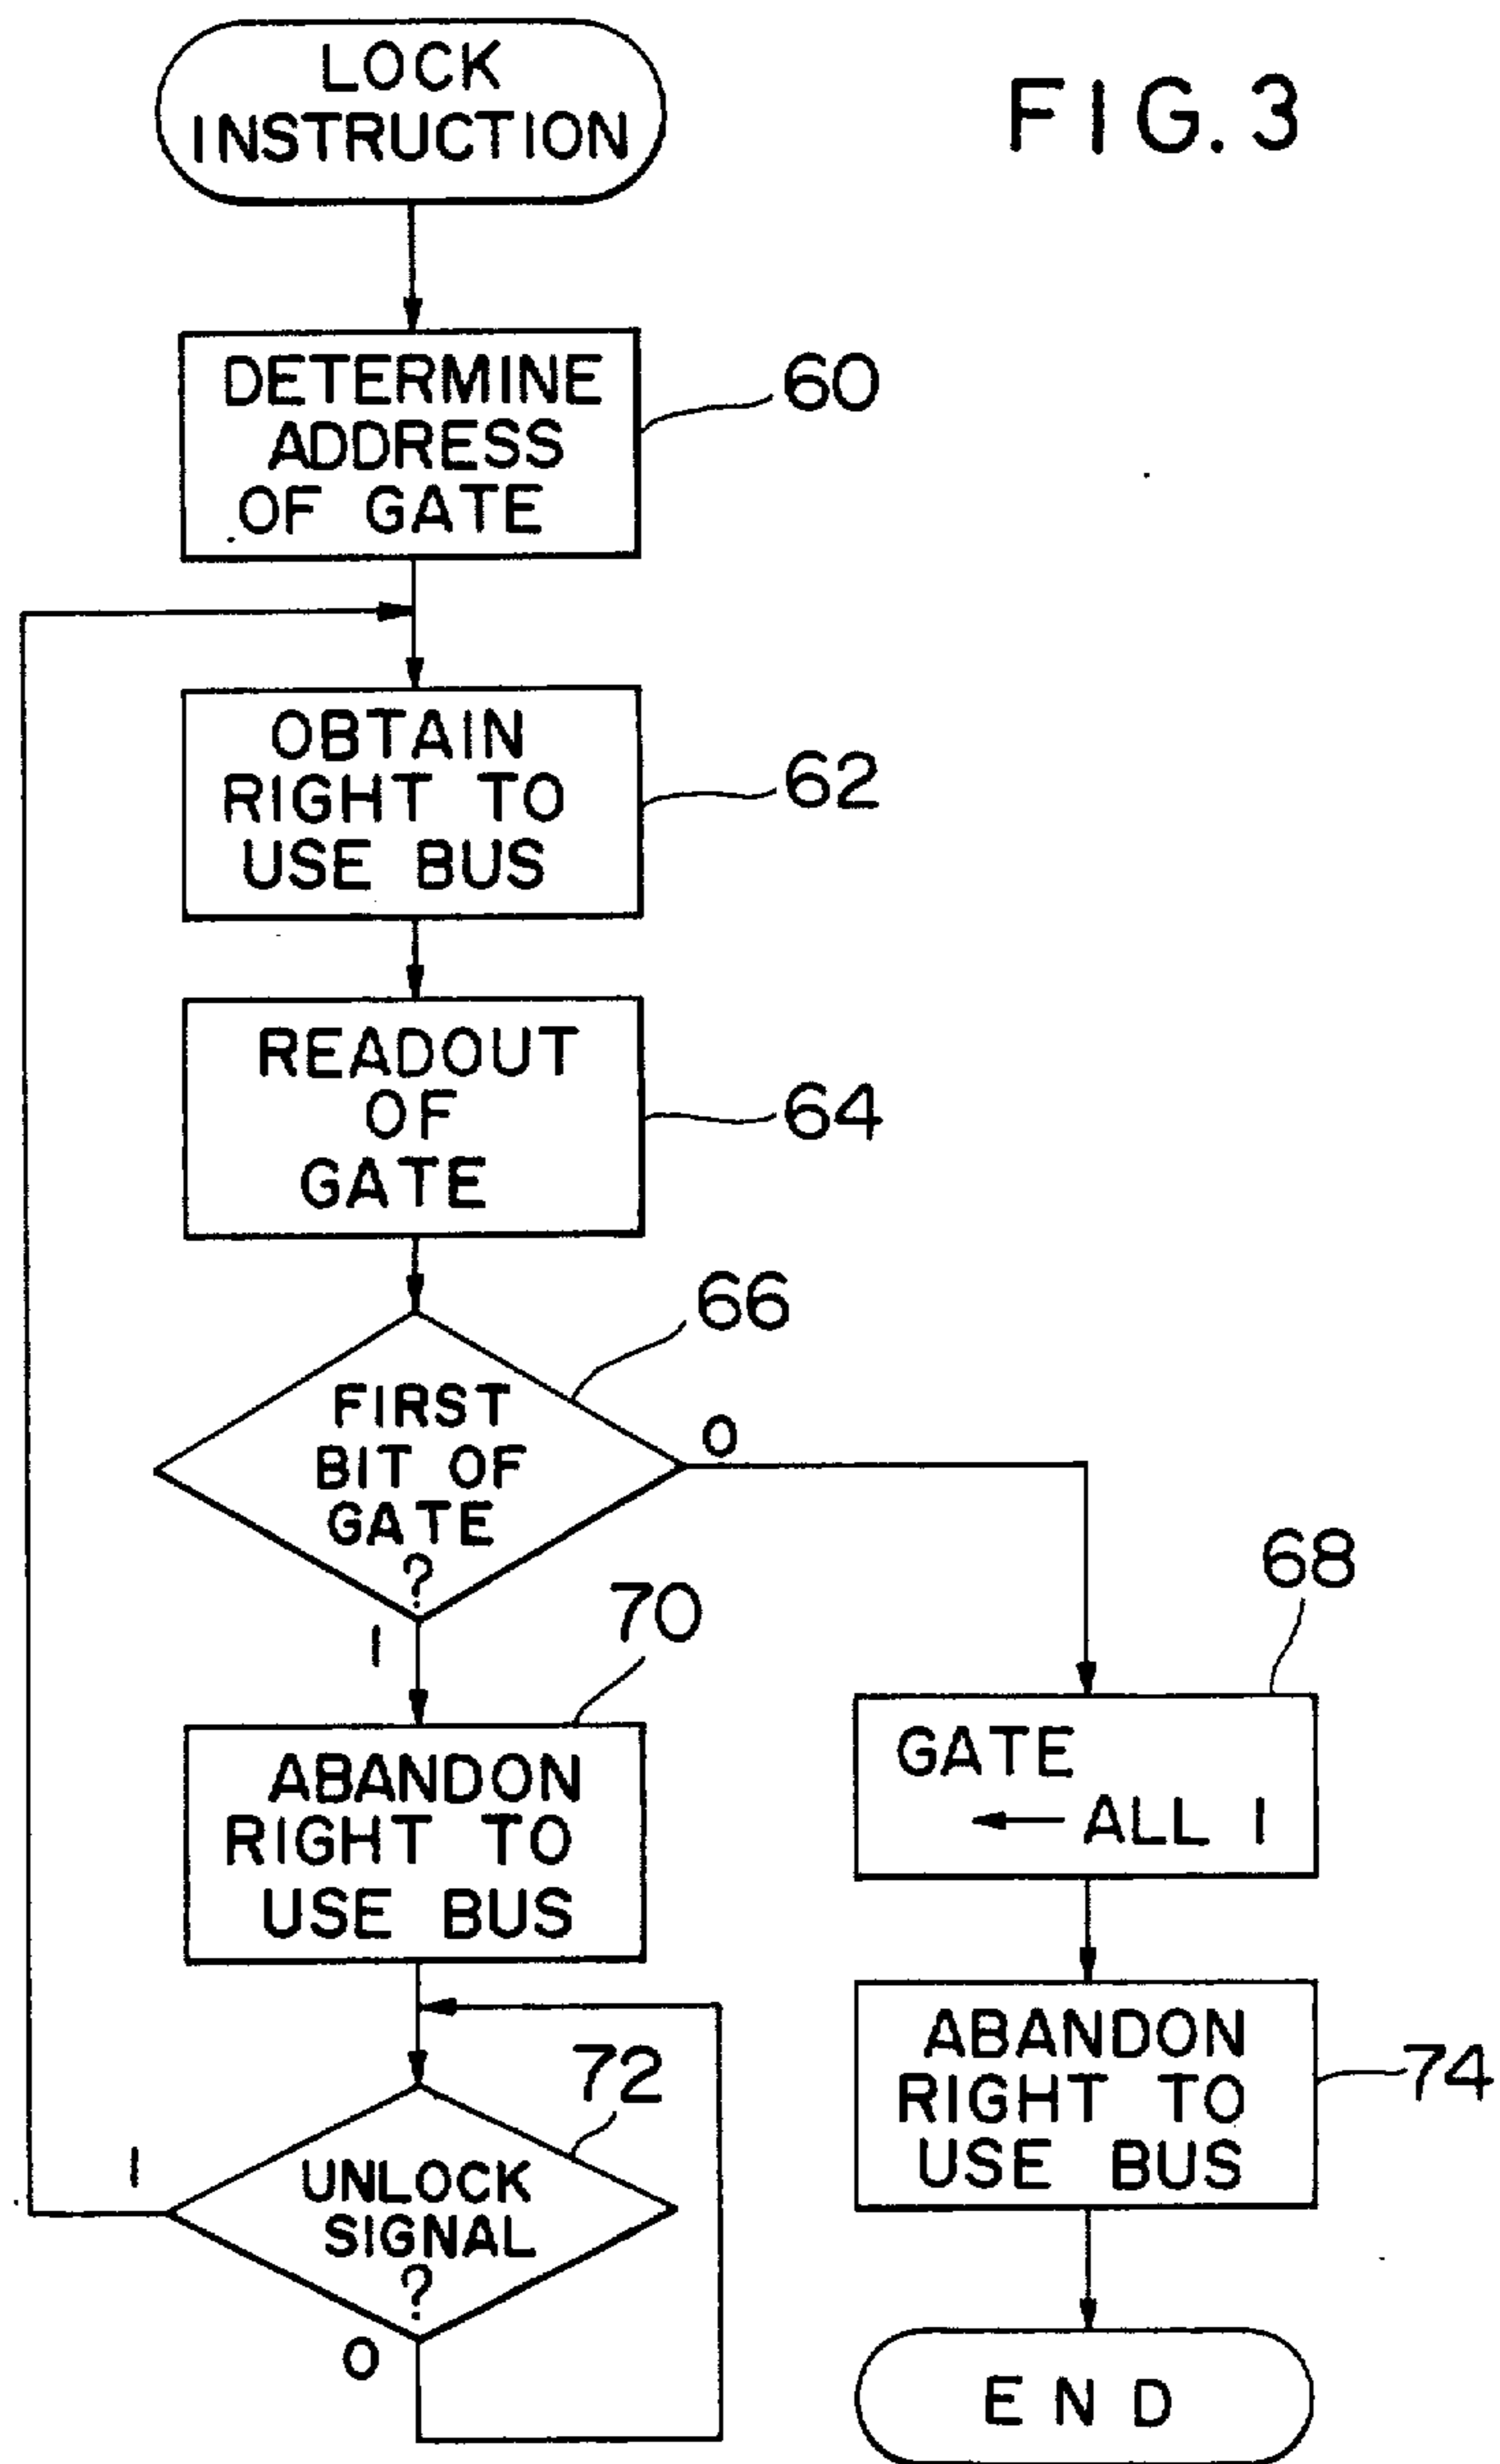 LOCK
INSTRUCTION
FIG. 3
DETERMINE
ADDRESS
OF GATE
60
OBTAIN
RIGHT TO
USE BUS
62
READOUT
OF
GATE
64
66
FIRST
BIT OF
GATE
?
0
1
68
GATE
← ALL 1
70
ABANDON
RIGHT TO
USE BUS
72
UNLOCK
SIGNAL
?
1
0
ABANDON
RIGHT TO
USE BUS
74
END